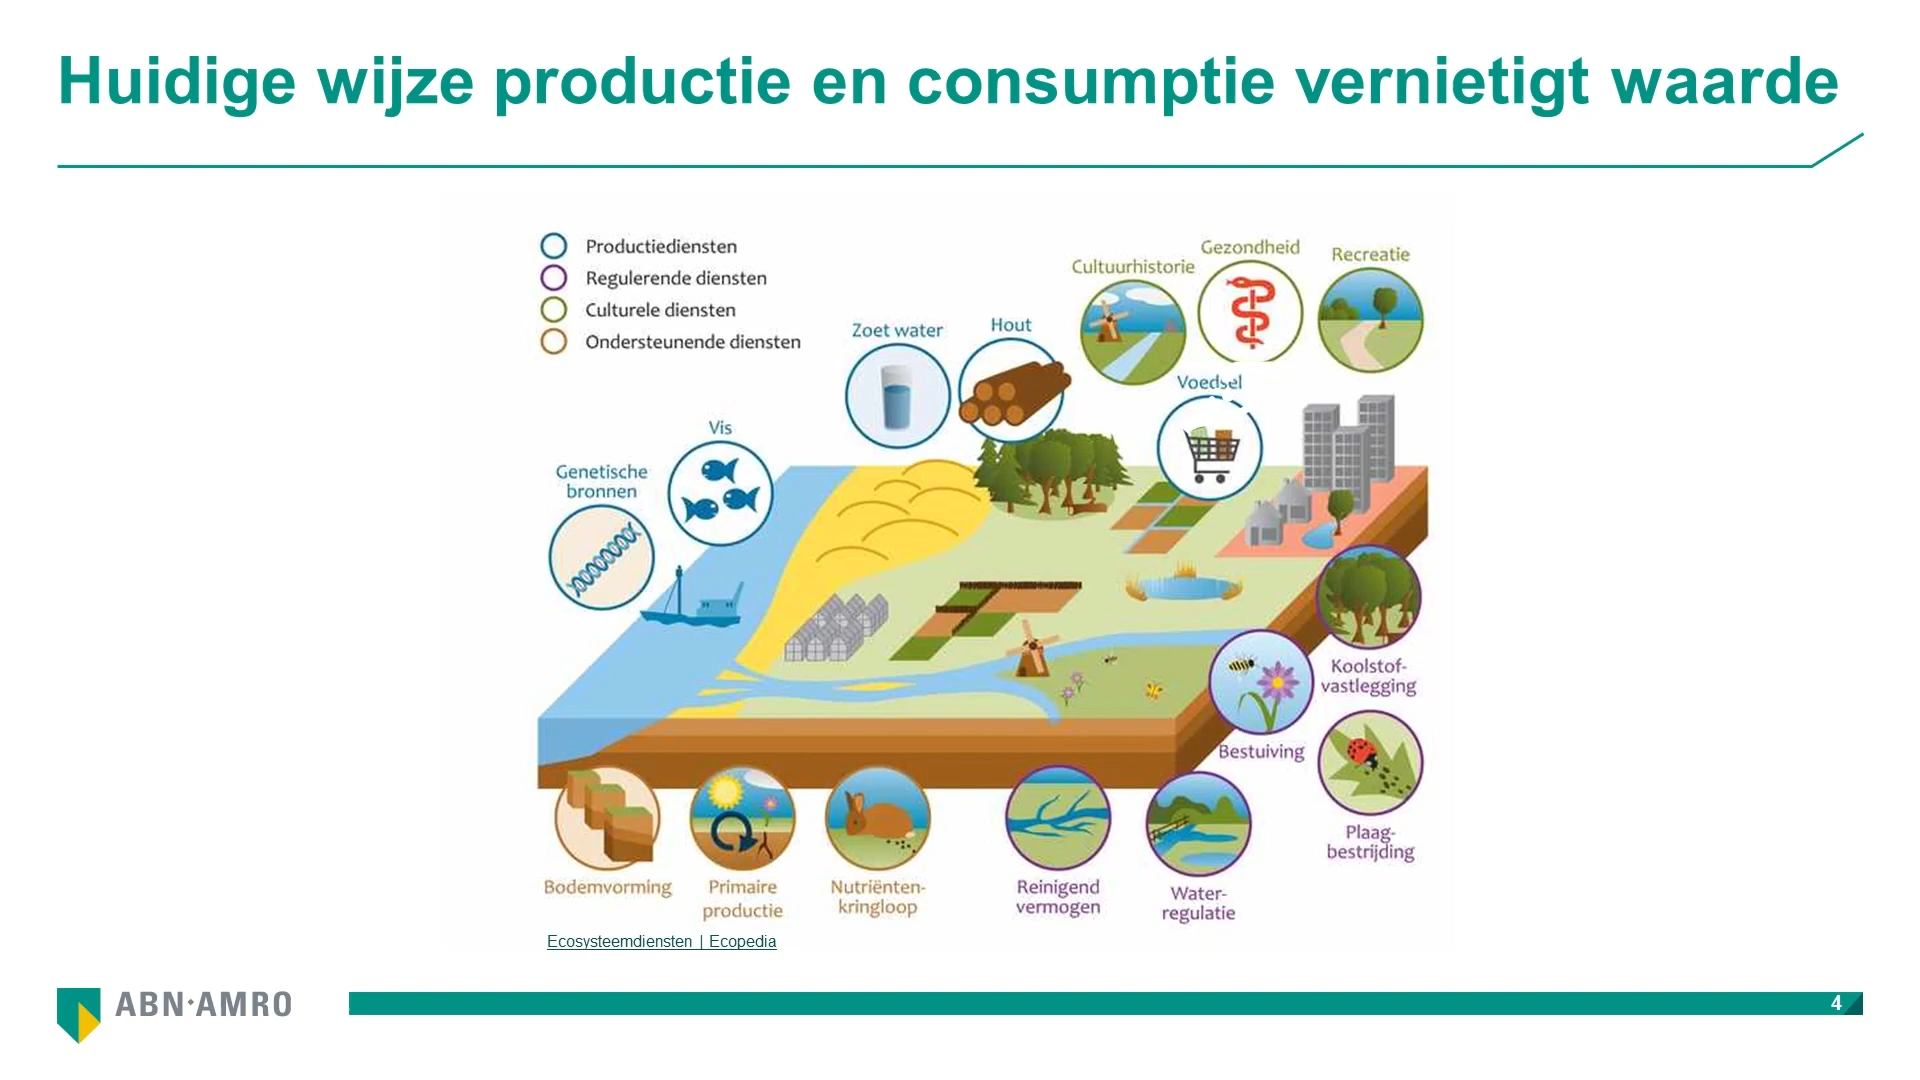 Huidige wijze productie en consumptie vernietigt waarde
Productiediensten
Regulerende diensten
Culturele diensten
Ondersteunende diensten
Zoet water
Hout
Cultuurhistorie
Gezondheid
Recreatie
Voedsel
Vis
Genetische
bronnen
Koolstof-
vastlegging
Bestuiving
Plaag-
bestrijding
Bodemvorming
Primaire
productie
Nutriënten-
kringloop
Reinigend
vermogen
Water-
regulatie
Ecosysteemdiensten | Ecopedia
ABN·AMRO
4